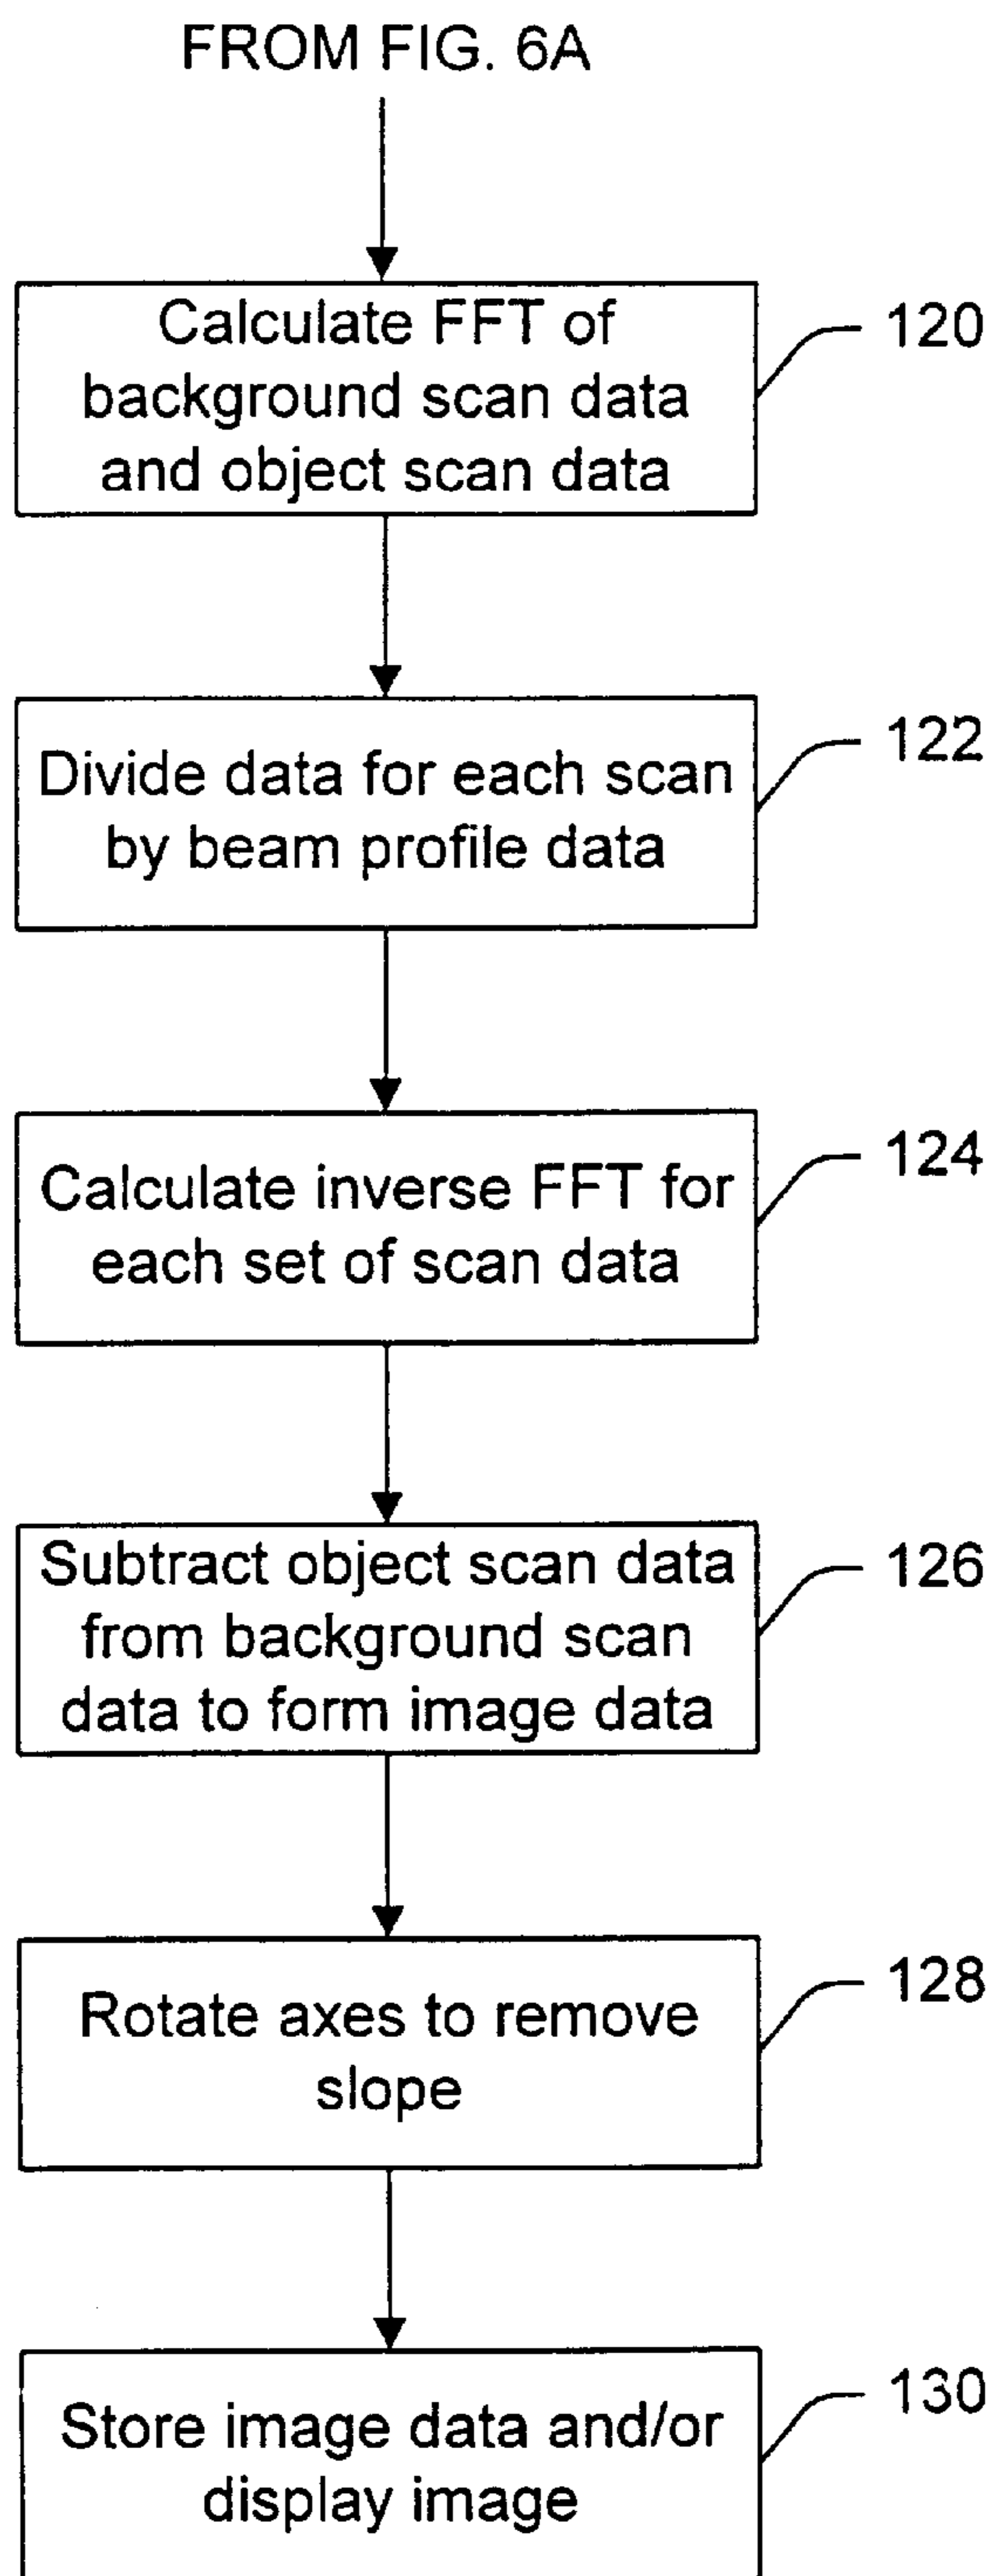 FROM FIG. 6A
Calculate FFT of
background scan data
and object scan data
120
Divide data for each scan
by beam profile data
122
Calculate inverse FFT for
each set of scan data
124
Subtract object scan data
from background scan
data to form image data
126
Rotate axes to remove
slope
128
Store image data and/or
display image
130